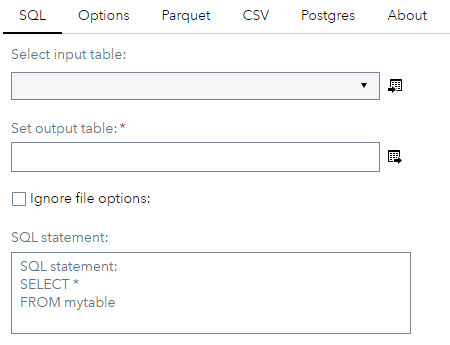 SQL Options Parquet CSV Postgres About
Select input table:
Set output table: *
Ignore file options:
SQL statement:
SQL statement:
SELECT *
FROM mytable